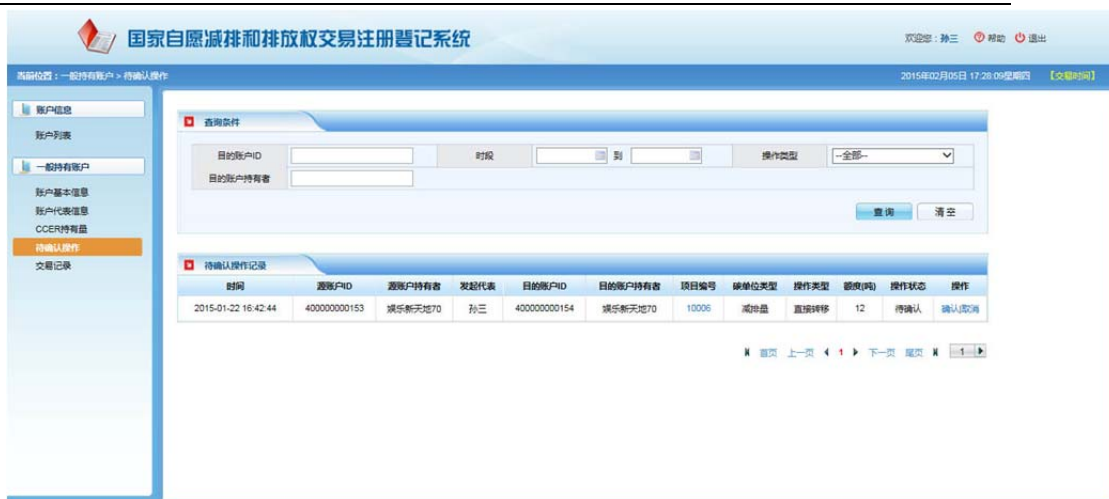 国家自愿减排和排放权交易注册登记系统
欢迎您：孙三 帮助 退出
当前位置：一般持有账户 > 待确认操作
2015年02月05日 17:28:09星期四 【交易时间】
账户信息
账户列表
一般持有账户
账户基本信息
账户代表信息
CCER持有量
待确认操作
交易记录
查询条件
目的账户ID 时段 到 操作类型 --全部--
目的账户持有者
查询 清空
待确认操作记录
时间 源账户ID 源账户持有者 发起代表 目的账户ID 目的账户持有者 项目编号 碳单位类型 操作类型 额度(吨) 操作状态 操作
2015-01-22 16:42:44 400000000153 娱乐新天地70 孙三 400000000154 娱乐新天地70 10006 减排量 直接转移 12 待确认 确认|取消
首页 上一页 1 下一页 尾页 1